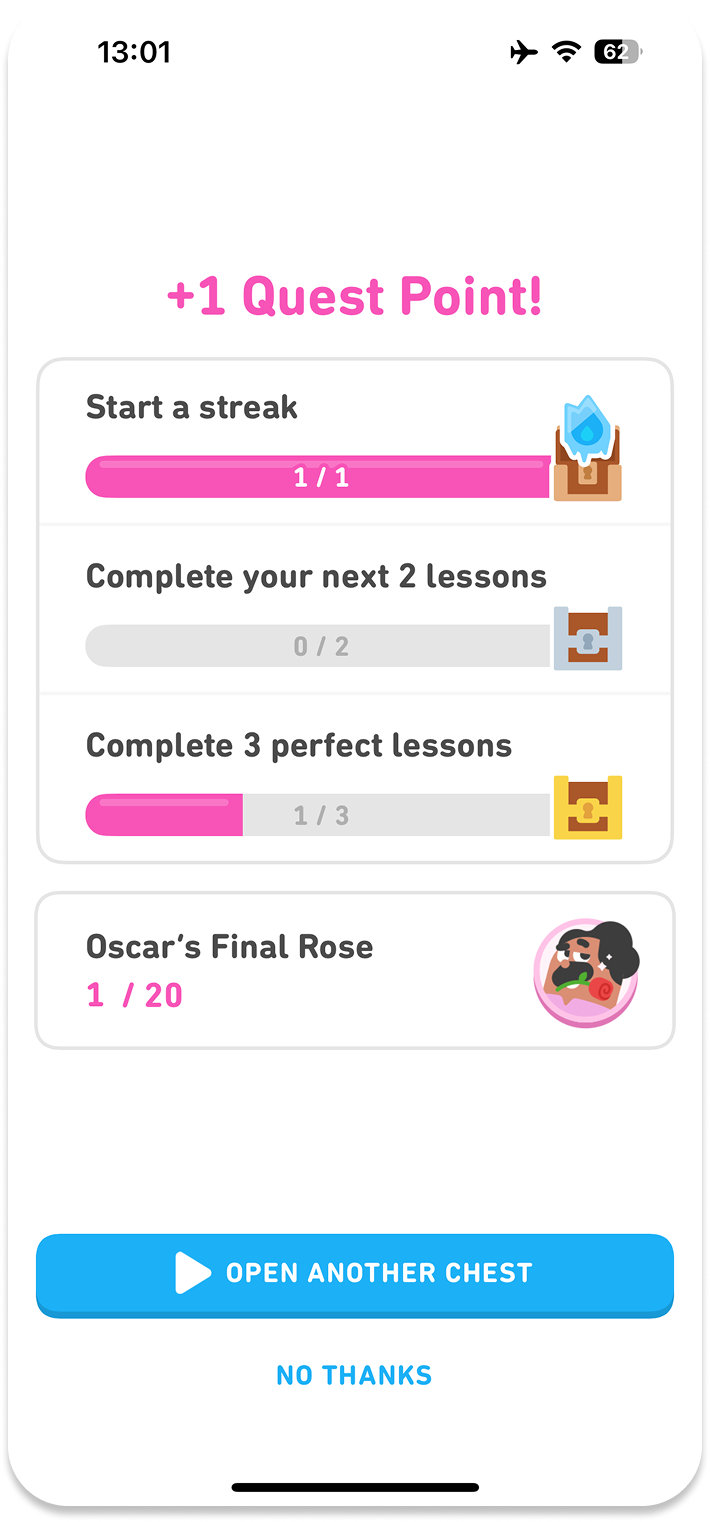 13:01
62
+1 Quest Point!
Start a streak
1 / 1
Complete your next 2 lessons
0 / 2
Complete 3 perfect lessons
1 / 3
Oscar’s Final Rose
1 / 20
OPEN ANOTHER CHEST
NO THANKS